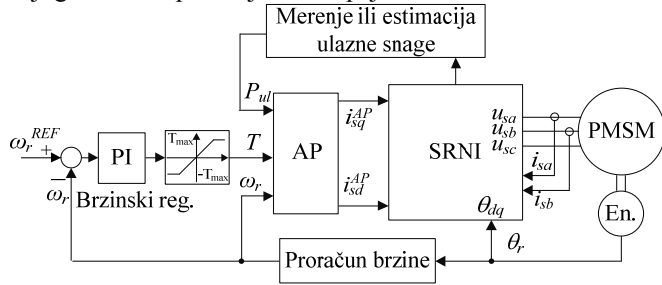 Merenje ili estimacija
ulazne snage
P_ul
ω_r^REF
+
−
ω_r
PI
T_max
-T_max
Brzinski reg.
T
ω_r
AP
i_sq^AP
i_sd^AP
SRNI
θ_dq
u_sa
u_sb
u_sc
i_sa
i_sb
PMSM
En.
θ_r
Proračun brzine